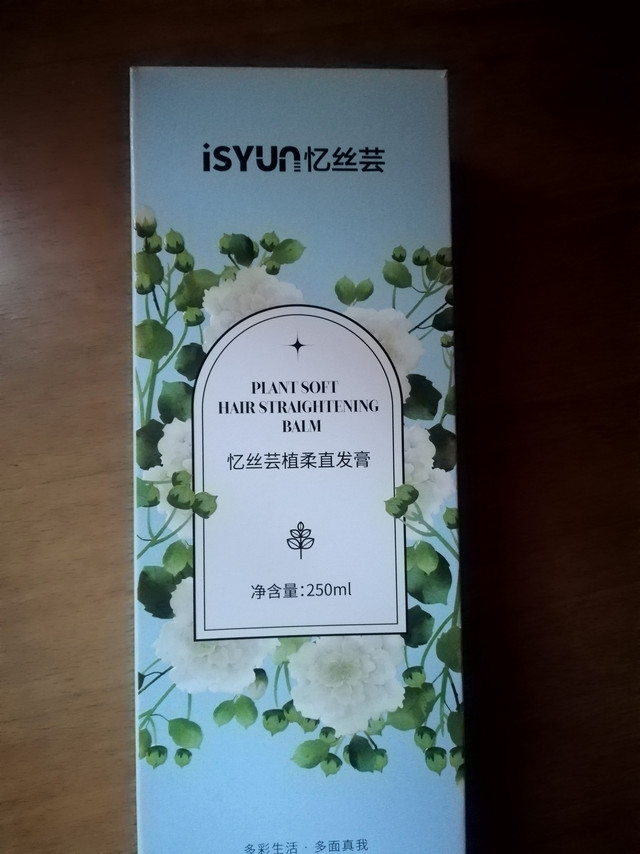 isyun忆丝芸
PLANT SOFT
HAIR STRAIGHTENING
BALM
忆丝芸植柔直发膏
净含量:250ml
多彩生活·多面真我